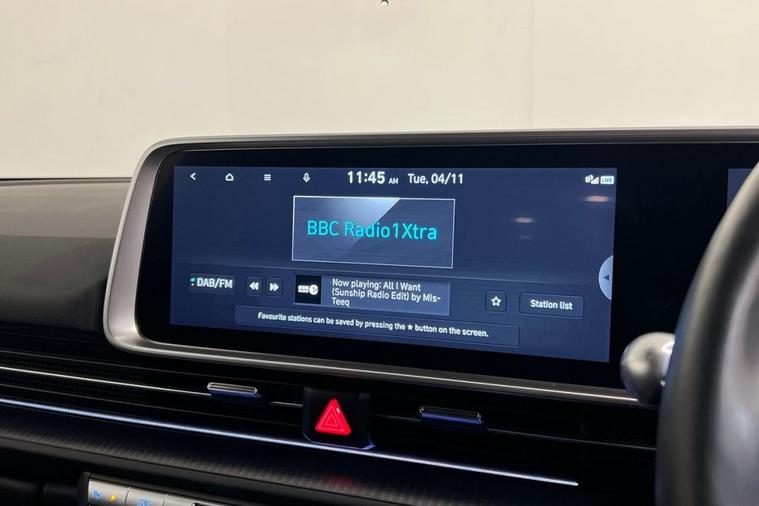 11:45 AM Tue, 04/11
LIVE
BBC Radio1Xtra
DAB/FM
Now playing: All I Want
(Sunship Radio Edit) by Mis-
Teeq
Station list
Favourite stations can be saved by pressing the ★ button on the screen.